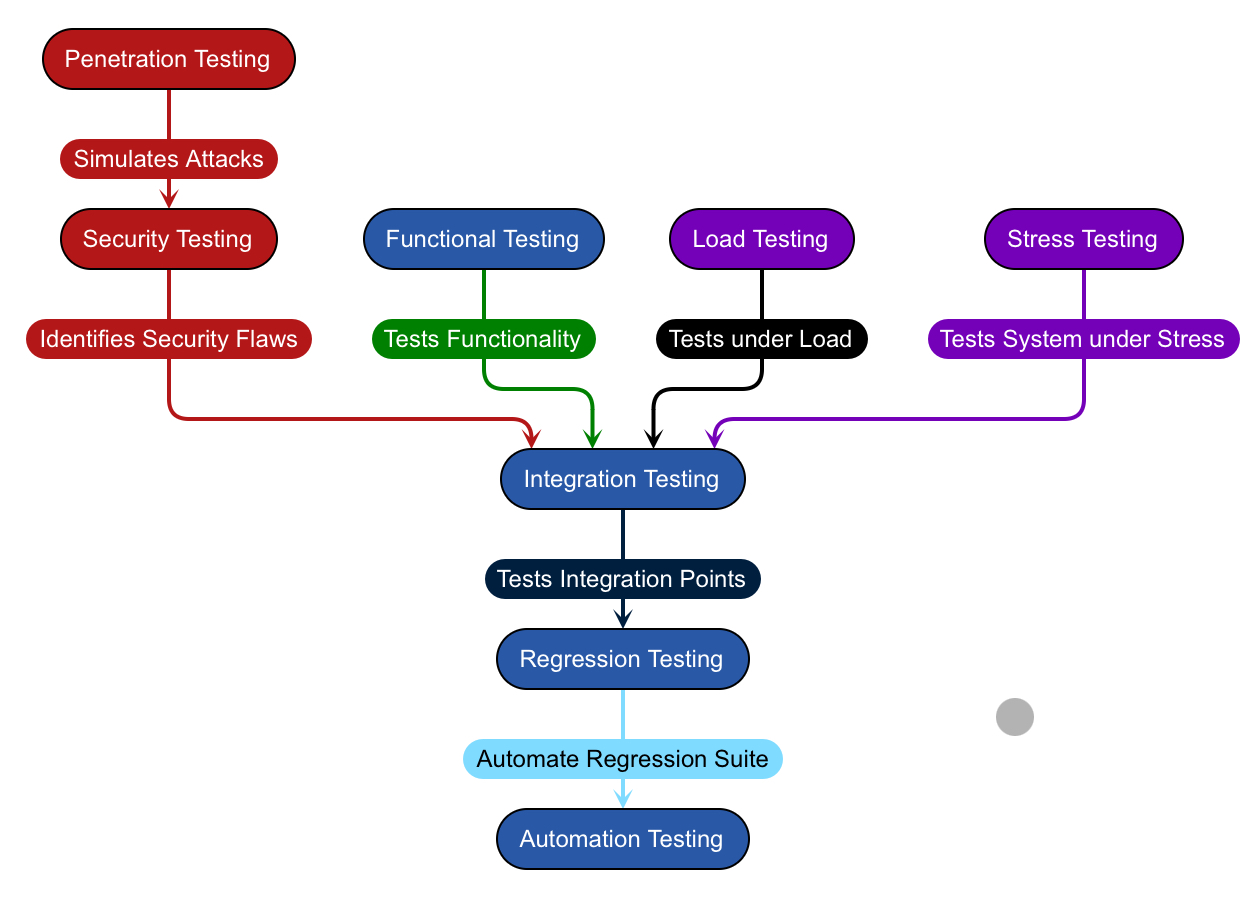 Penetration Testing
Simulates Attacks
Security Testing
Functional Testing
Load Testing
Stress Testing
Identifies Security Flaws
Tests Functionality
Tests under Load
Tests System under Stress
Integration Testing
Tests Integration Points
Regression Testing
Automate Regression Suite
Automation Testing